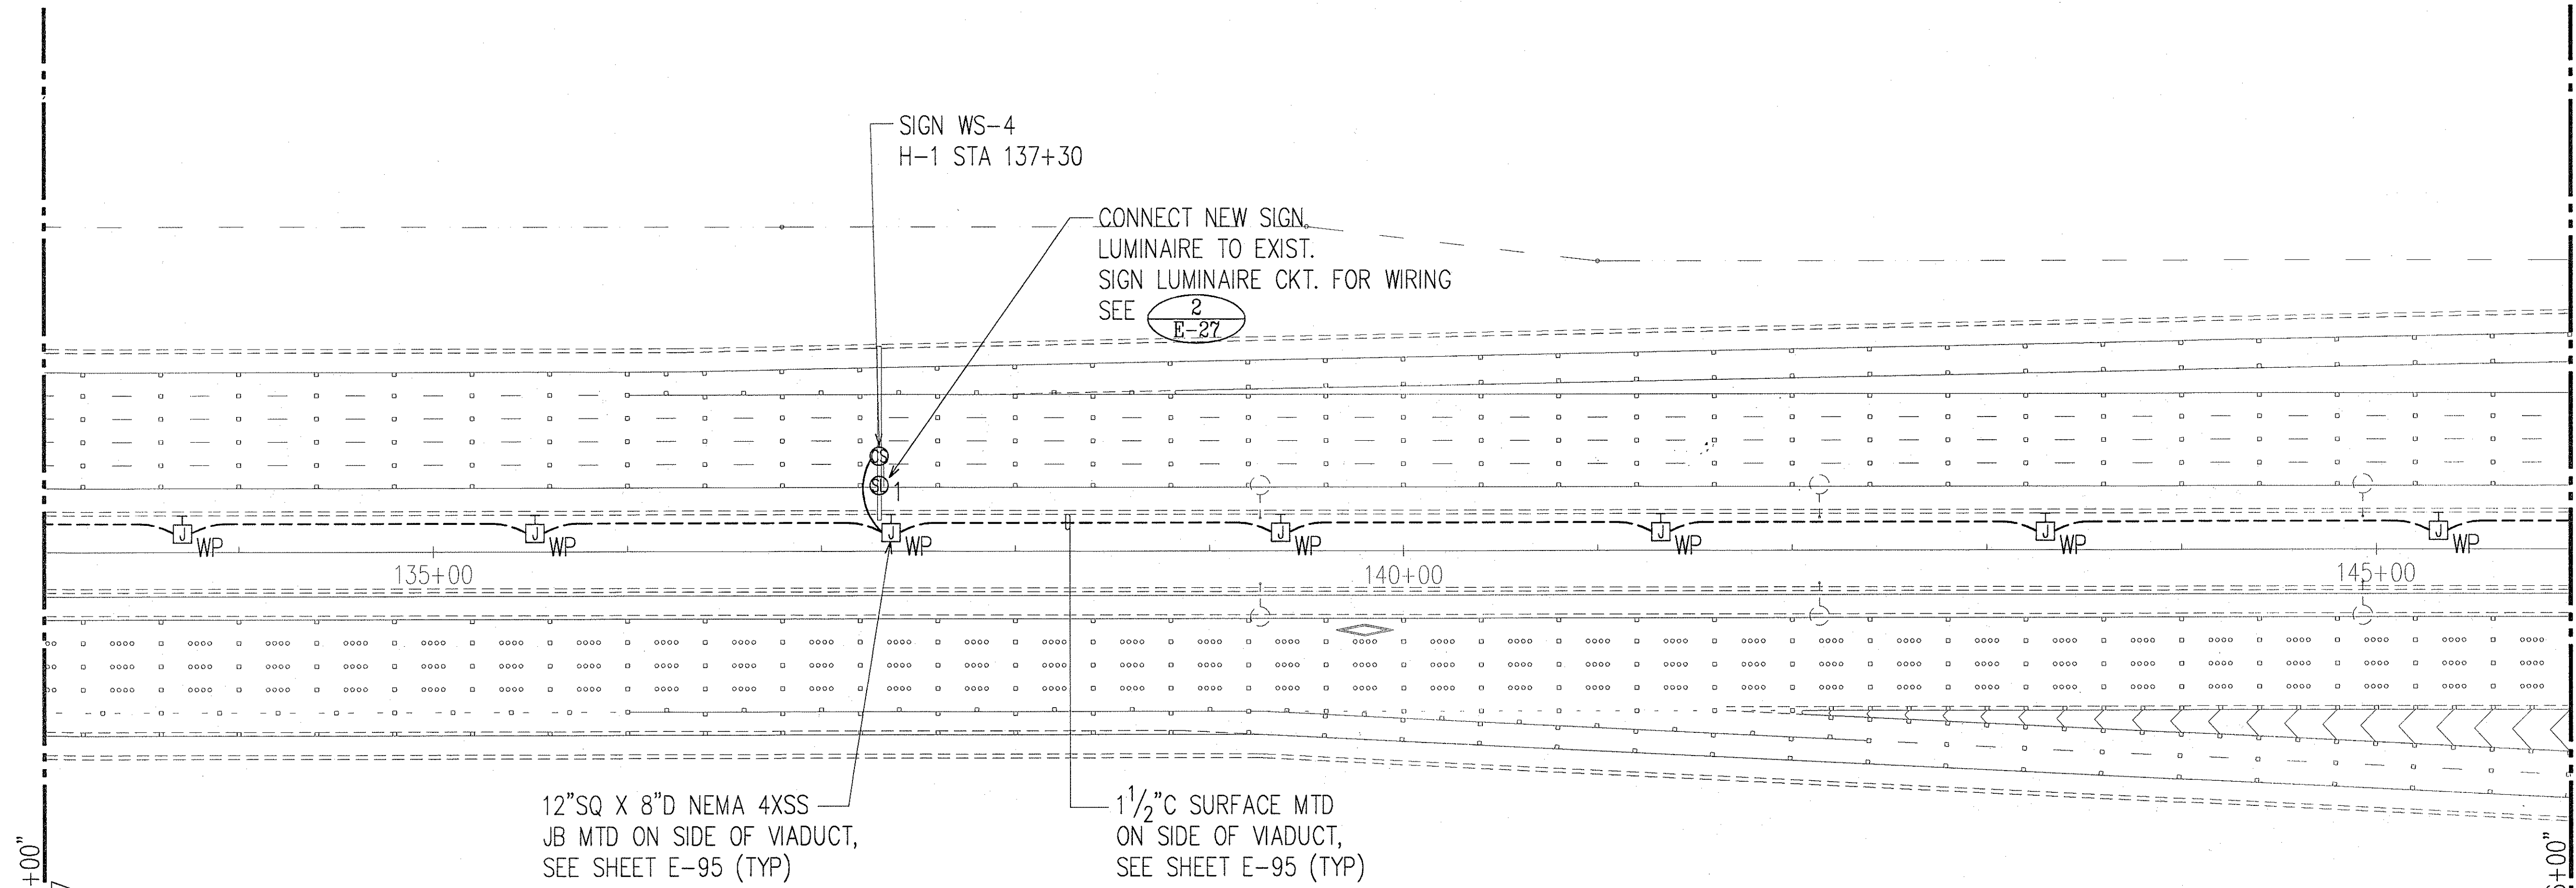 SIGN WS-4
H-1 STA 137+30
CONNECT NEW SIGN
LUMINAIRE TO EXIST.
SIGN LUMINAIRE CKT. FOR WIRING
SEE 2
E-27
CS
SL 1
J WP
J WP
J WP
J WP
J WP
J WP
J WP
135+00
140+00
145+00
12"SQ X 8"D NEMA 4XSS
JB MTD ON SIDE OF VIADUCT,
SEE SHEET E-95 (TYP)
1 1/2"C SURFACE MTD
ON SIDE OF VIADUCT,
SEE SHEET E-95 (TYP)
+00"
+00"